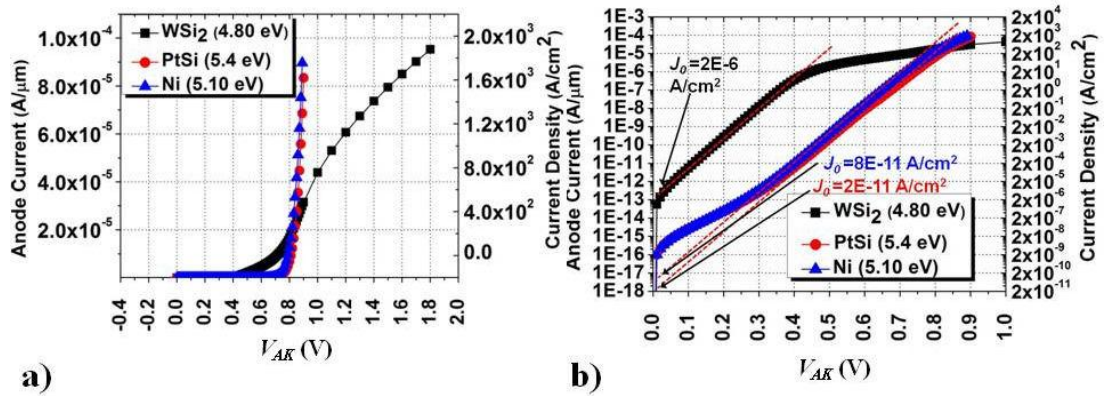 1.0x10⁻⁴
8.0x10⁻⁵
6.0x10⁻⁵
4.0x10⁻⁵
2.0x10⁻⁵
Anode Current (A/µm)
WSi₂ (4.80 eV)
PtSi (5.4 eV)
Ni (5.10 eV)
2.0x10³
1.6x10³
1.2x10³
8.0x10²
4.0x10²
0.0
Current Density (A/cm²)
-0.4 -0.2 0.0 0.2 0.4 0.6 0.8 1.0 1.2 1.4 1.6 1.8 2.0
V_AK (V)
a)
1E-3
1E-4
1E-5
1E-6
1E-7
1E-8
1E-9
1E-10
1E-11
1E-12
1E-13
1E-14
1E-15
1E-16
1E-17
1E-18
Anode Current (A/µm)
J₀=2E-6
A/cm²
J₀=8E-11 A/cm²
J₀=2E-11 A/cm²
WSi₂ (4.80 eV)
PtSi (5.4 eV)
Ni (5.10 eV)
2x10⁴
2x10³
2x10²
2x10¹
2x10⁰
2x10⁻¹
2x10⁻²
2x10⁻³
2x10⁻⁴
2x10⁻⁵
2x10⁻⁶
2x10⁻⁷
2x10⁻⁸
2x10⁻⁹
2x10⁻¹⁰
2x10⁻¹¹
Current Density (A/cm²)
0.0 0.1 0.2 0.3 0.4 0.5 0.6 0.7 0.8 0.9 1.0
V_AK (V)
b)